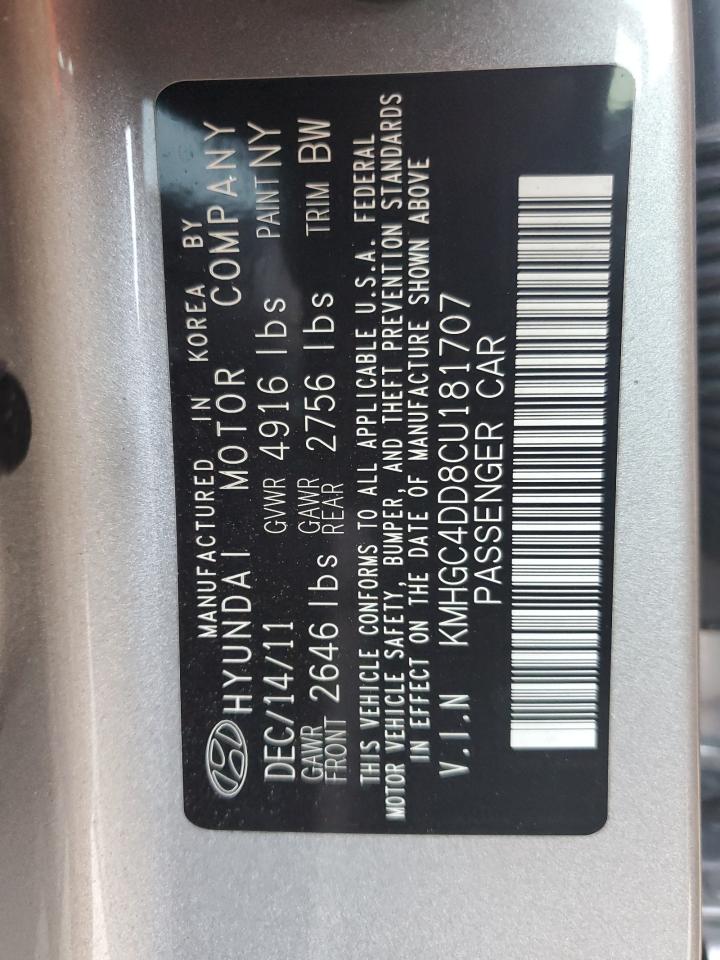 MANUFACTURED IN KOREA BY
HYUNDAI MOTOR COMPANY
DEC/14/11 GVWR 4916 lbs PAINT NY
GAWR FRONT 2646 lbs GAWR REAR 2756 lbs TRIM BW
THIS VEHICLE CONFORMS TO ALL APPLICABLE U.S.A. FEDERAL
MOTOR VEHICLE SAFETY, BUMPER, AND THEFT PREVENTION STANDARDS
IN EFFECT ON THE DATE OF MANUFACTURE SHOWN ABOVE
V.I.N KMHGC4DD8CU181707
PASSENGER CAR